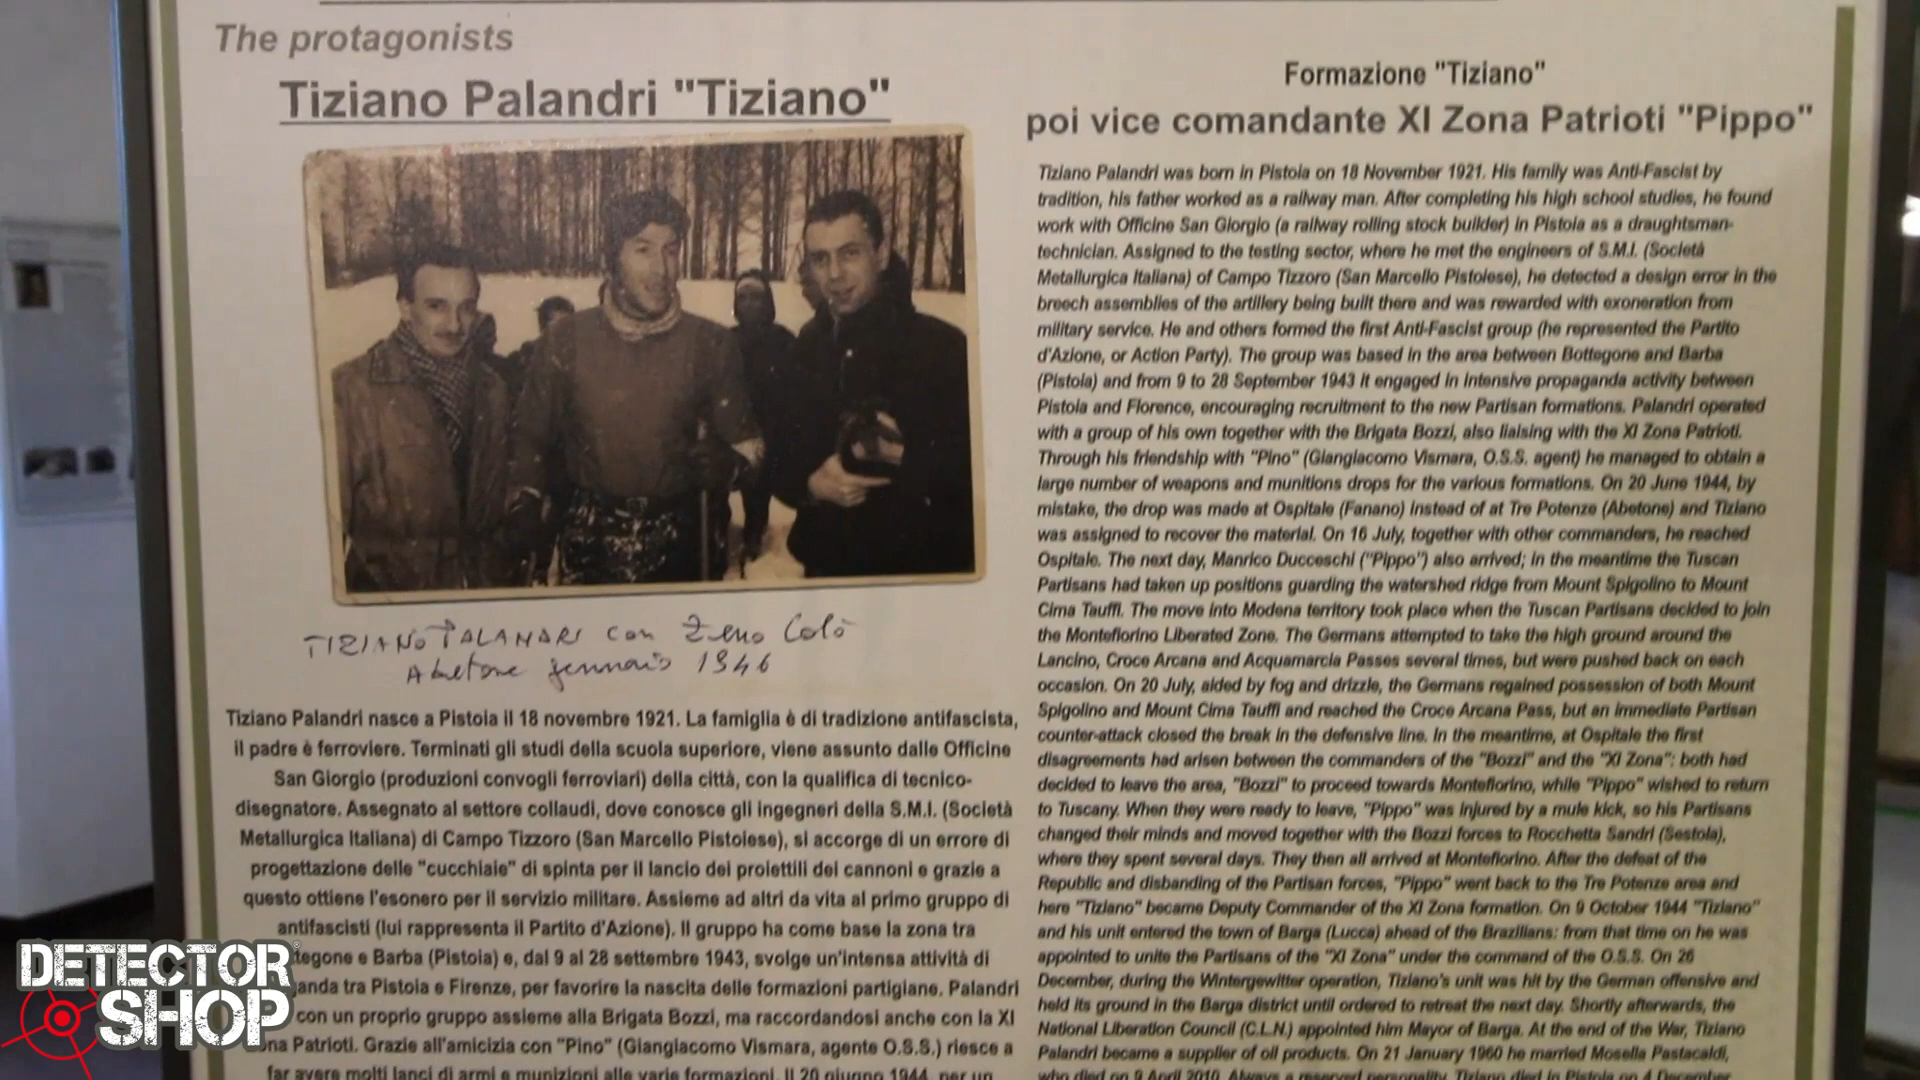 The protagonists
Tiziano Palandri "Tiziano"
TIZIANO PALANDRI con Zeno Colò
Abetone gennaio 1946
Tiziano Palandri nasce a Pistoia il 18 novembre 1921. La famiglia è di tradizione antifascista,
il padre è ferroviere. Terminati gli studi della scuola superiore, viene assunto dalle Officine
San Giorgio (produzioni convogli ferroviari) della città, con la qualifica di tecnico-
disegnatore. Assegnato al settore collaudi, dove conosce gli ingegneri della S.M.I. (Società
Metallurgica Italiana) di Campo Tizzoro (San Marcello Pistoiese), si accorge di un errore di
progettazione delle "cucchiaie" di spinta per il lancio dei proiettili dei cannoni e grazie a
questo ottiene l'esonero per il servizio militare. Assieme ad altri da vita al primo gruppo di
antifascisti (lui rappresenta il Partito d'Azione). Il gruppo ha come base la zona tra
tegone e Barba (Pistoia) e, dal 9 al 28 settembre 1943, svolge un'intensa attività di
anda tra Pistoia e Firenze, per favorire la nascita delle formazioni partigiane. Palandri
con un proprio gruppo assieme alla Brigata Bozzi, ma raccordandosi anche con la XI
ona Patrioti. Grazie all'amicizia con "Pino" (Giangiacomo Vismara, agente O.S.S.) riesce a
far avere molti lanci di armi e munizioni alle varie formazioni. Il 20 giugno 1944, per un
Formazione "Tiziano"
poi vice comandante XI Zona Patrioti "Pippo"
Tiziano Palandri was born in Pistoia on 18 November 1921. His family was Anti-Fascist by
tradition, his father worked as a railway man. After completing his high school studies, he found
work with Officine San Giorgio (a railway rolling stock builder) in Pistoia as a draughtsman-
technician. Assigned to the testing sector, where he met the engineers of S.M.I. (Società
Metallurgica Italiana) of Campo Tizzoro (San Marcello Pistoiese), he detected a design error in the
breech assemblies of the artillery being built there and was rewarded with exoneration from
military service. He and others formed the first Anti-Fascist group (he represented the Partito
d'Azione, or Action Party). The group was based in the area between Bottegone and Barba
(Pistoia) and from 9 to 28 September 1943 it engaged in intensive propaganda activity between
Pistoia and Florence, encouraging recruitment to the new Partisan formations. Palandri operated
with a group of his own together with the Brigata Bozzi, also liaising with the XI Zona Patrioti.
Through his friendship with "Pino" (Giangiacomo Vismara, O.S.S. agent) he managed to obtain a
large number of weapons and munitions drops for the various formations. On 20 June 1944, by
mistake, the drop was made at Ospitale (Fanano) instead of at Tre Potenze (Abetone) and Tiziano
was assigned to recover the material. On 16 July, together with other commanders, he reached
Ospitale. The next day, Manrico Ducceschi ("Pippo") also arrived; in the meantime the Tuscan
Partisans had taken up positions guarding the watershed ridge from Mount Spigolino to Mount
Cima Tauffi. The move into Modena territory took place when the Tuscan Partisans decided to join
the Montefiorino Liberated Zone. The Germans attempted to take the high ground around the
Lancino, Croce Arcana and Acquamarcia Passes several times, but were pushed back on each
occasion. On 20 July, aided by fog and drizzle, the Germans regained possession of both Mount
Spigolino and Mount Cima Tauffi and reached the Croce Arcana Pass, but an immediate Partisan
counter-attack closed the break in the defensive line. In the meantime, at Ospitale the first
disagreements had arisen between the commanders of the "Bozzi" and the "XI Zona": both had
decided to leave the area, "Bozzi" to proceed towards Montefiorino, while "Pippo" wished to return
to Tuscany. When they were ready to leave, "Pippo" was injured by a mule kick, so his Partisans
changed their minds and moved together with the Bozzi forces to Rocchetta Sandri (Sestola),
where they spent several days. They then all arrived at Montefiorino. After the defeat of the
Republic and disbanding of the Partisan forces, "Pippo" went back to the Tre Potenze area and
here "Tiziano" became Deputy Commander of the XI Zona formation. On 9 October 1944 "Tiziano"
and his unit entered the town of Barga (Lucca) ahead of the Brazilians: from that time on he was
appointed to unite the Partisans of the "XI Zona" under the command of the O.S.S. On 26
December, during the Wintergewitter operation, Tiziano's unit was hit by the German offensive and
held its ground in the Barga district until ordered to retreat the next day. Shortly afterwards, the
National Liberation Council (C.L.N.) appointed him Mayor of Barga. At the end of the War, Tiziano
Palandri became a supplier of oil products. On 21 January 1960 he married Mosella Pastacaldi,
who died on 9 April 2010. Always a reserved personality, Tiziano died in Pistoia on 4 December
DETECTOR
SHOP